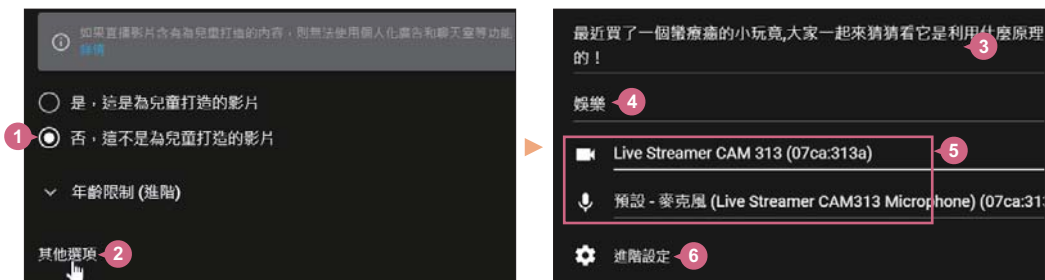 如果直播影片含有為兒童打造的內容，則無法使用個人化廣告和聊天室等功能
詳情
是，這是為兒童打造的影片
1
否，這不是為兒童打造的影片
年齡限制 (進階)
其他選項
2
最近買了一個蠻療癒的小玩意,大家一起來猜猜看它是利用什麼原理
的！
3
娛樂
4
Live Streamer CAM 313 (07ca:313a)
5
預設 - 麥克風 (Live Streamer CAM313 Microphone) (07ca:31
進階設定
6